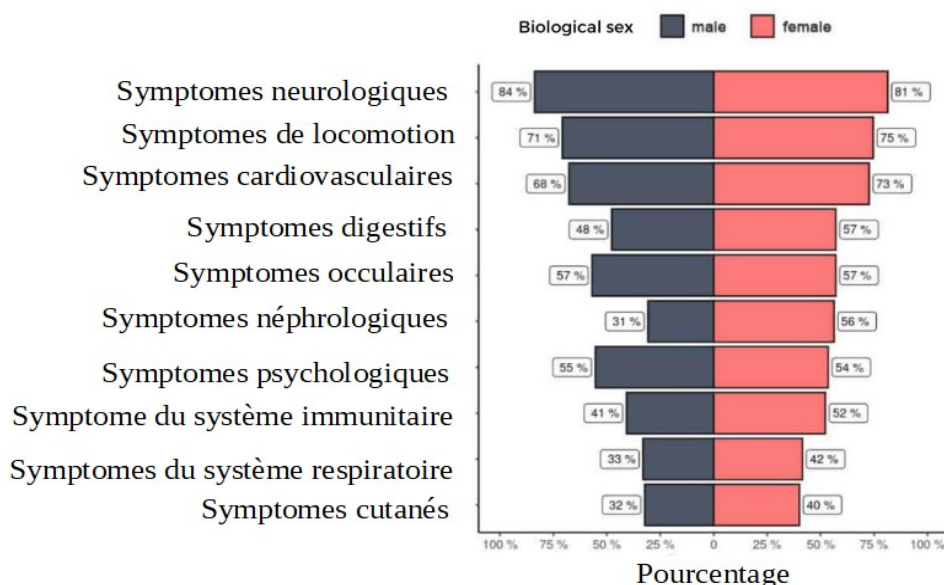 Biological sex male female
Symptomes neurologiques 84 % 81 %
Symptomes de locomotion 71 % 75 %
Symptomes cardiovasculaires 68 % 73 %
Symptomes digestifs 48 % 57 %
Symptomes occulaires 57 % 57 %
Symptomes néphrologiques 31 % 56 %
Symptomes psychologiques 55 % 54 %
Symptome du système immunitaire 41 % 52 %
Symptomes du système respiratoire 33 % 42 %
Symptomes cutanés 32 % 40 %
100 % 75 % 50 % 25 % 0 25 % 50 % 75 % 100 %
Pourcentage